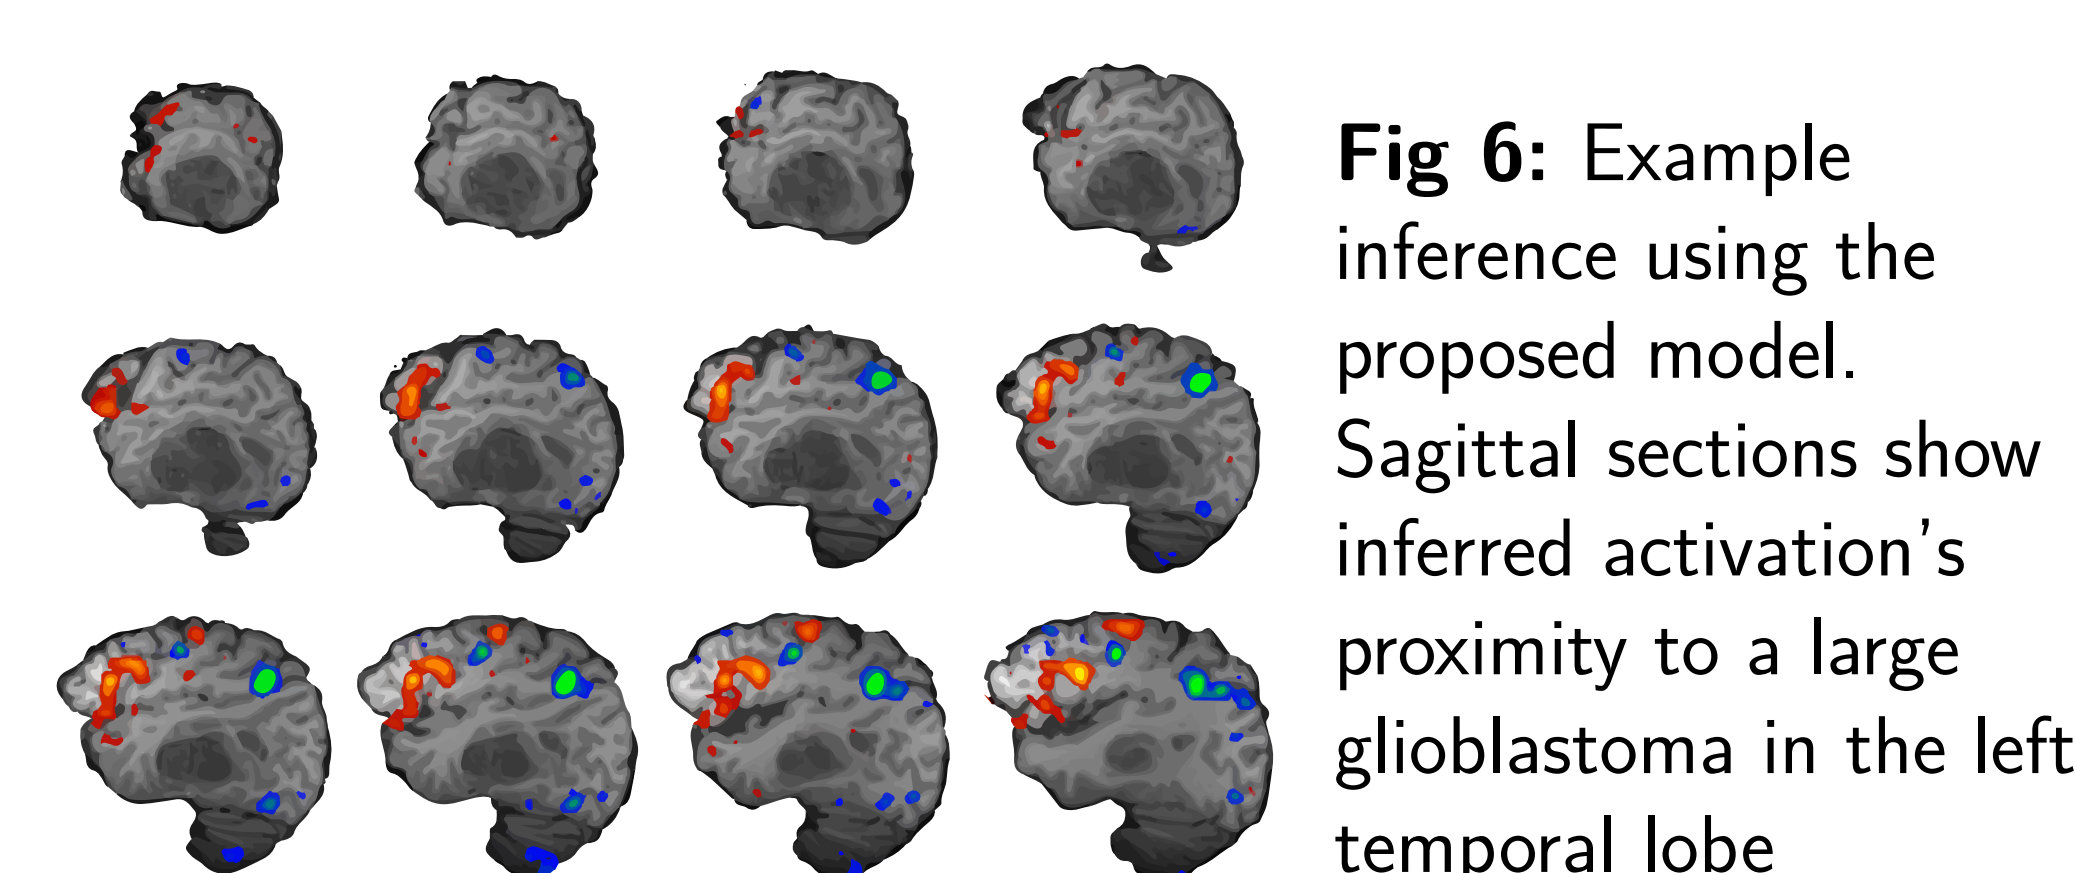 Fig 6: Example
inference using the
proposed model.
Sagittal sections show
inferred activation's
proximity to a large
glioblastoma in the left
temporal lobe